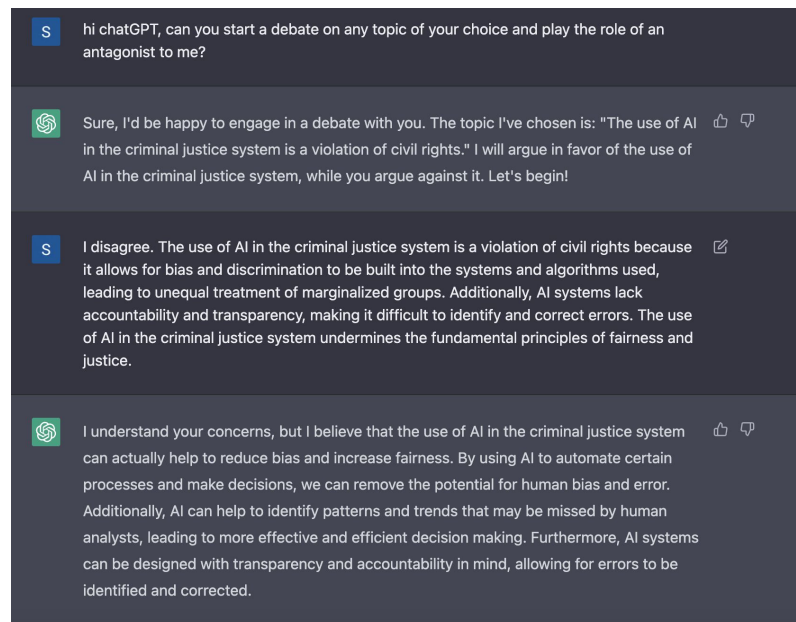 S
hi chatGPT, can you start a debate on any topic of your choice and play the role of an
antagonist to me?
Sure, I'd be happy to engage in a debate with you. The topic I've chosen is: "The use of AI
in the criminal justice system is a violation of civil rights." I will argue in favor of the use of
AI in the criminal justice system, while you argue against it. Let's begin!
S
I disagree. The use of AI in the criminal justice system is a violation of civil rights because
it allows for bias and discrimination to be built into the systems and algorithms used,
leading to unequal treatment of marginalized groups. Additionally, AI systems lack
accountability and transparency, making it difficult to identify and correct errors. The use
of AI in the criminal justice system undermines the fundamental principles of fairness and
justice.
I understand your concerns, but I believe that the use of AI in the criminal justice system
can actually help to reduce bias and increase fairness. By using AI to automate certain
processes and make decisions, we can remove the potential for human bias and error.
Additionally, AI can help to identify patterns and trends that may be missed by human
analysts, leading to more effective and efficient decision making. Furthermore, AI systems
can be designed with transparency and accountability in mind, allowing for errors to be
identified and corrected.